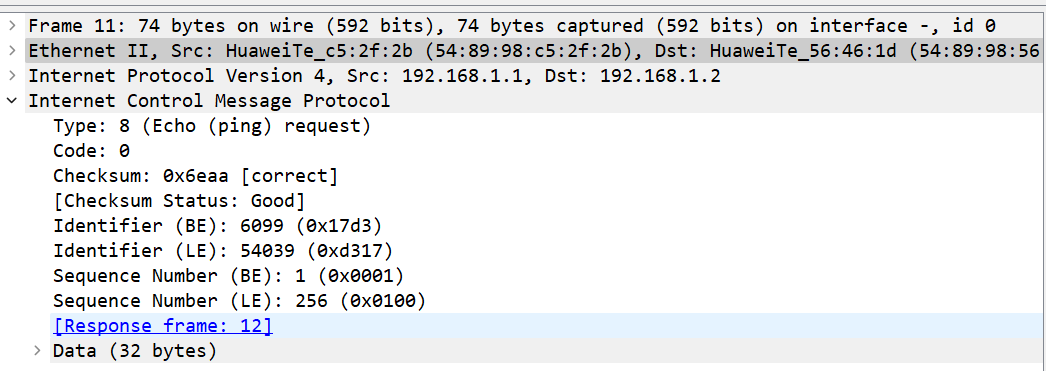 Frame 11: 74 bytes on wire (592 bits), 74 bytes captured (592 bits) on interface -, id 0
Ethernet II, Src: HuaweiTe_c5:2f:2b (54:89:98:c5:2f:2b), Dst: HuaweiTe_56:46:1d (54:89:98:56
Internet Protocol Version 4, Src: 192.168.1.1, Dst: 192.168.1.2
Internet Control Message Protocol
Type: 8 (Echo (ping) request)
Code: 0
Checksum: 0x6eaa [correct]
[Checksum Status: Good]
Identifier (BE): 6099 (0x17d3)
Identifier (LE): 54039 (0xd317)
Sequence Number (BE): 1 (0x0001)
Sequence Number (LE): 256 (0x0100)
[Response frame: 12]
Data (32 bytes)